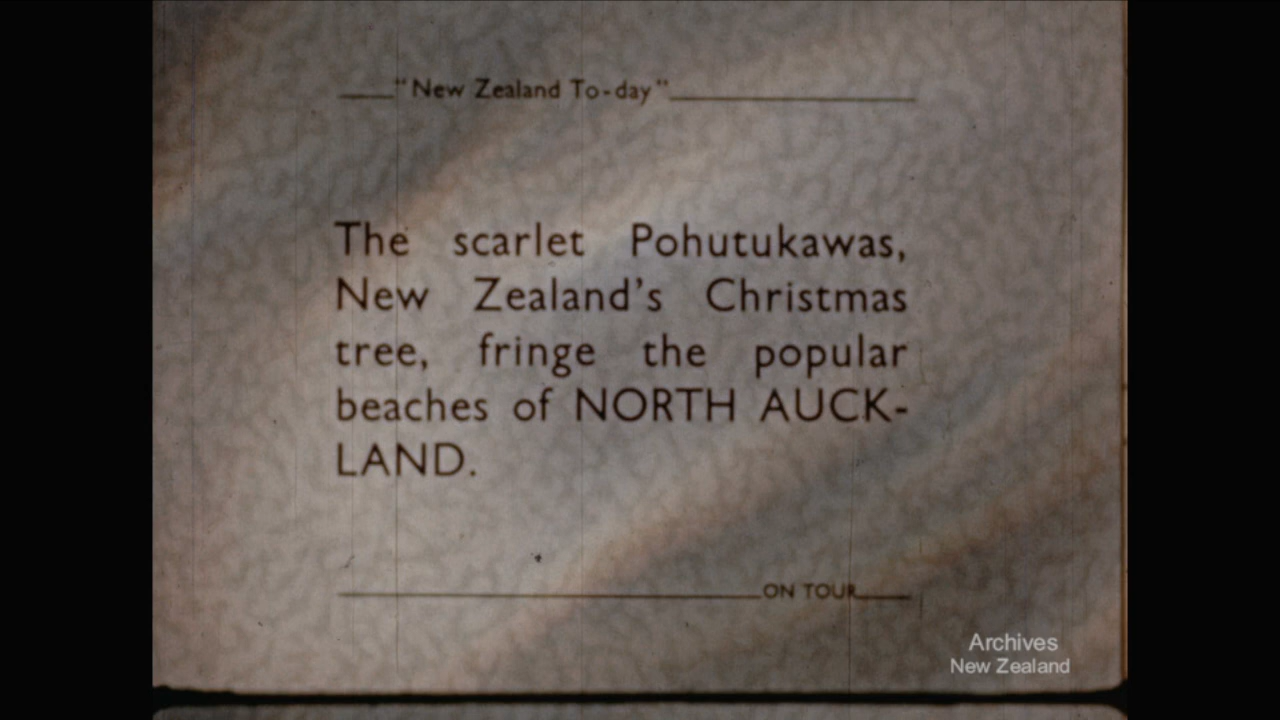 "New Zealand To-day"
The scarlet Pohutukawas,
New Zealand's Christmas
tree, fringe the popular
beaches of NORTH AUCK-
LAND.
ON TOUR
Archives
New Zealand